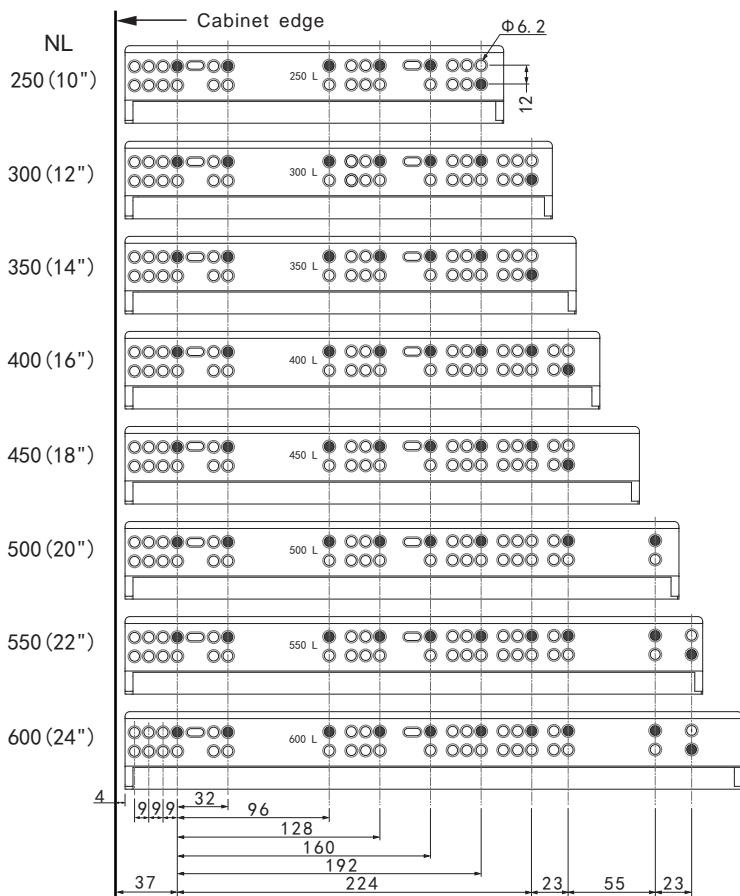 Cabinet edge
NL
Φ6.2
250(10")
250 L
12
300(12")
300 L
350(14")
350 L
400(16")
400 L
450(18")
450 L
500(20")
500 L
550(22")
550 L
600(24")
600 L
4
9 9 9
32
96
128
160
192
37
224
23
55
23